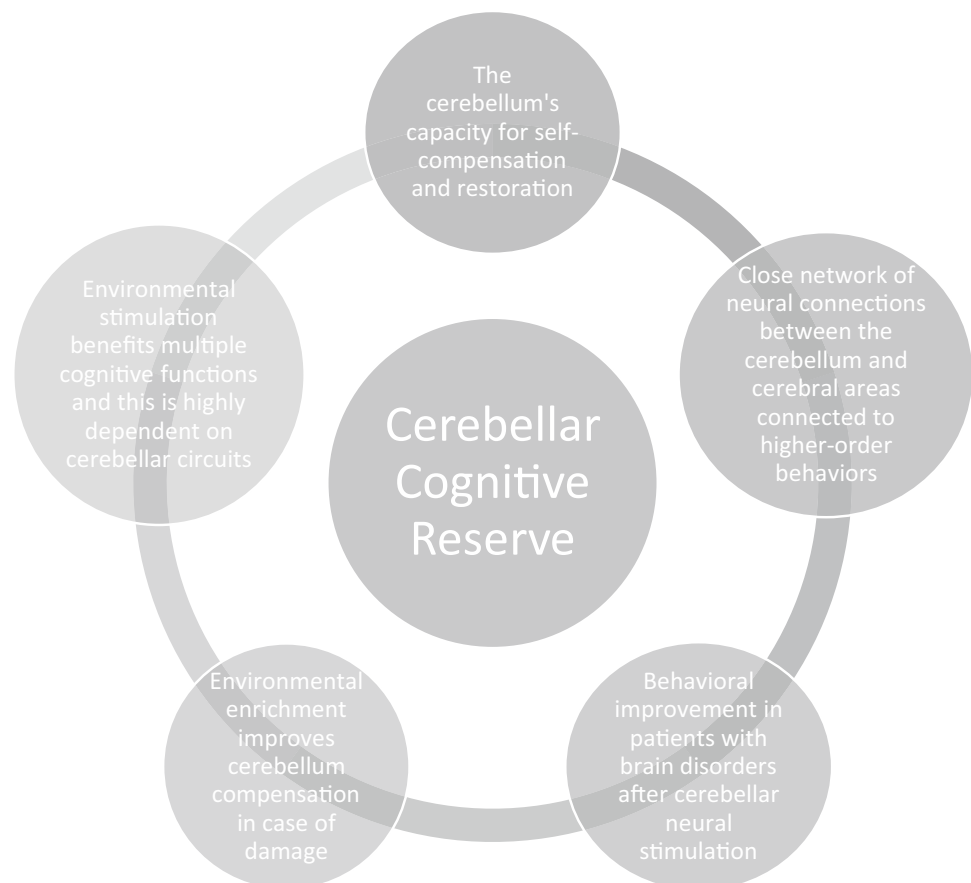 The
cerebellum's
capacity for self-
compensation
and restoration
Close network of
neural connections
between the
cerebellum and
cerebral areas
connected to
higher-order
behaviors
Behavioral
improvement in
patients with
brain disorders
after cerebellar
neural
stimulation
Environmental
enrichment
improves
cerebellum
compensation
in case of
damage
Environmental
stimulation
benefits multiple
cognitive functions
and this is highly
dependent on
cerebellar circuits
Cerebellar
Cognitive
Reserve